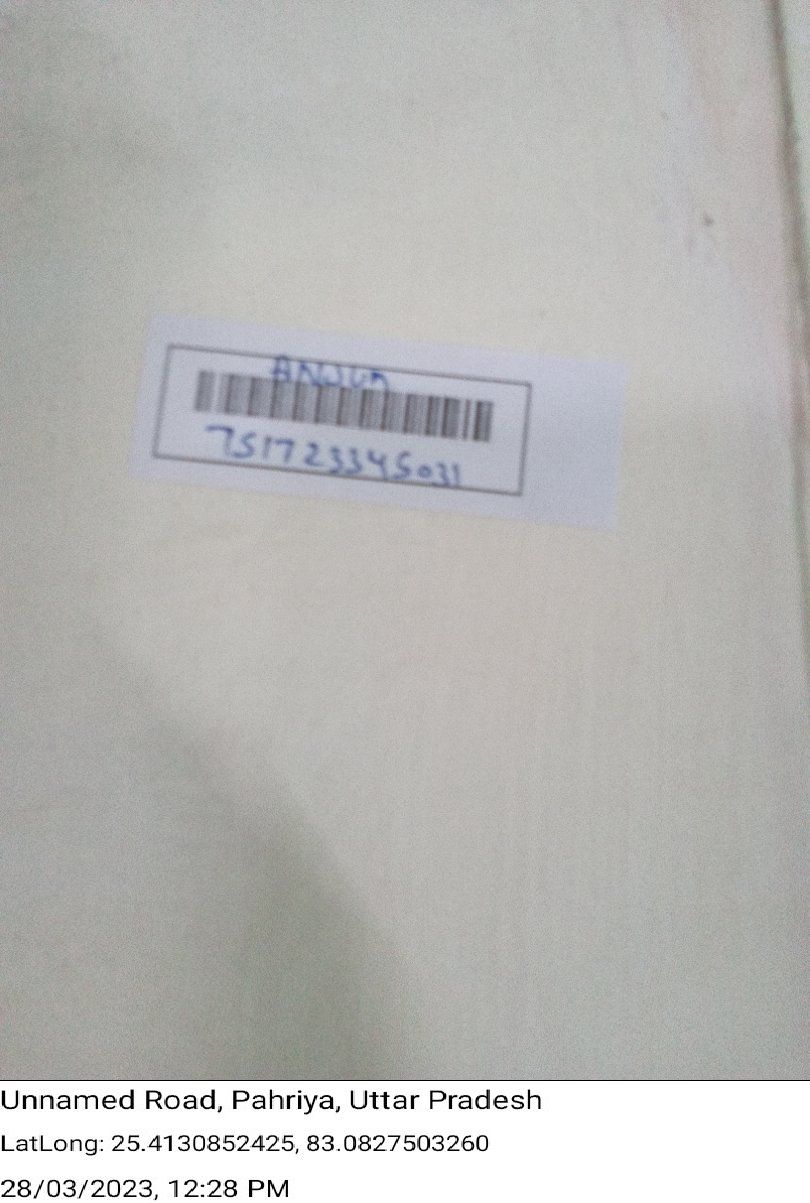 751723345031
Unnamed Road, Pahriya, Uttar Pradesh
LatLong: 25.4130852425, 83.0827503260
28/03/2023, 12:28 PM